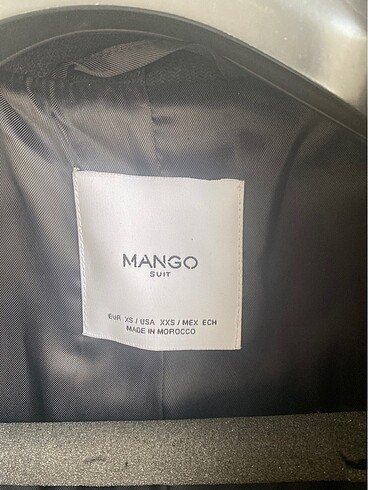 MANGO
SUIT
EUR XS / USA XXS / MEX ECH
MADE IN MOROCCO